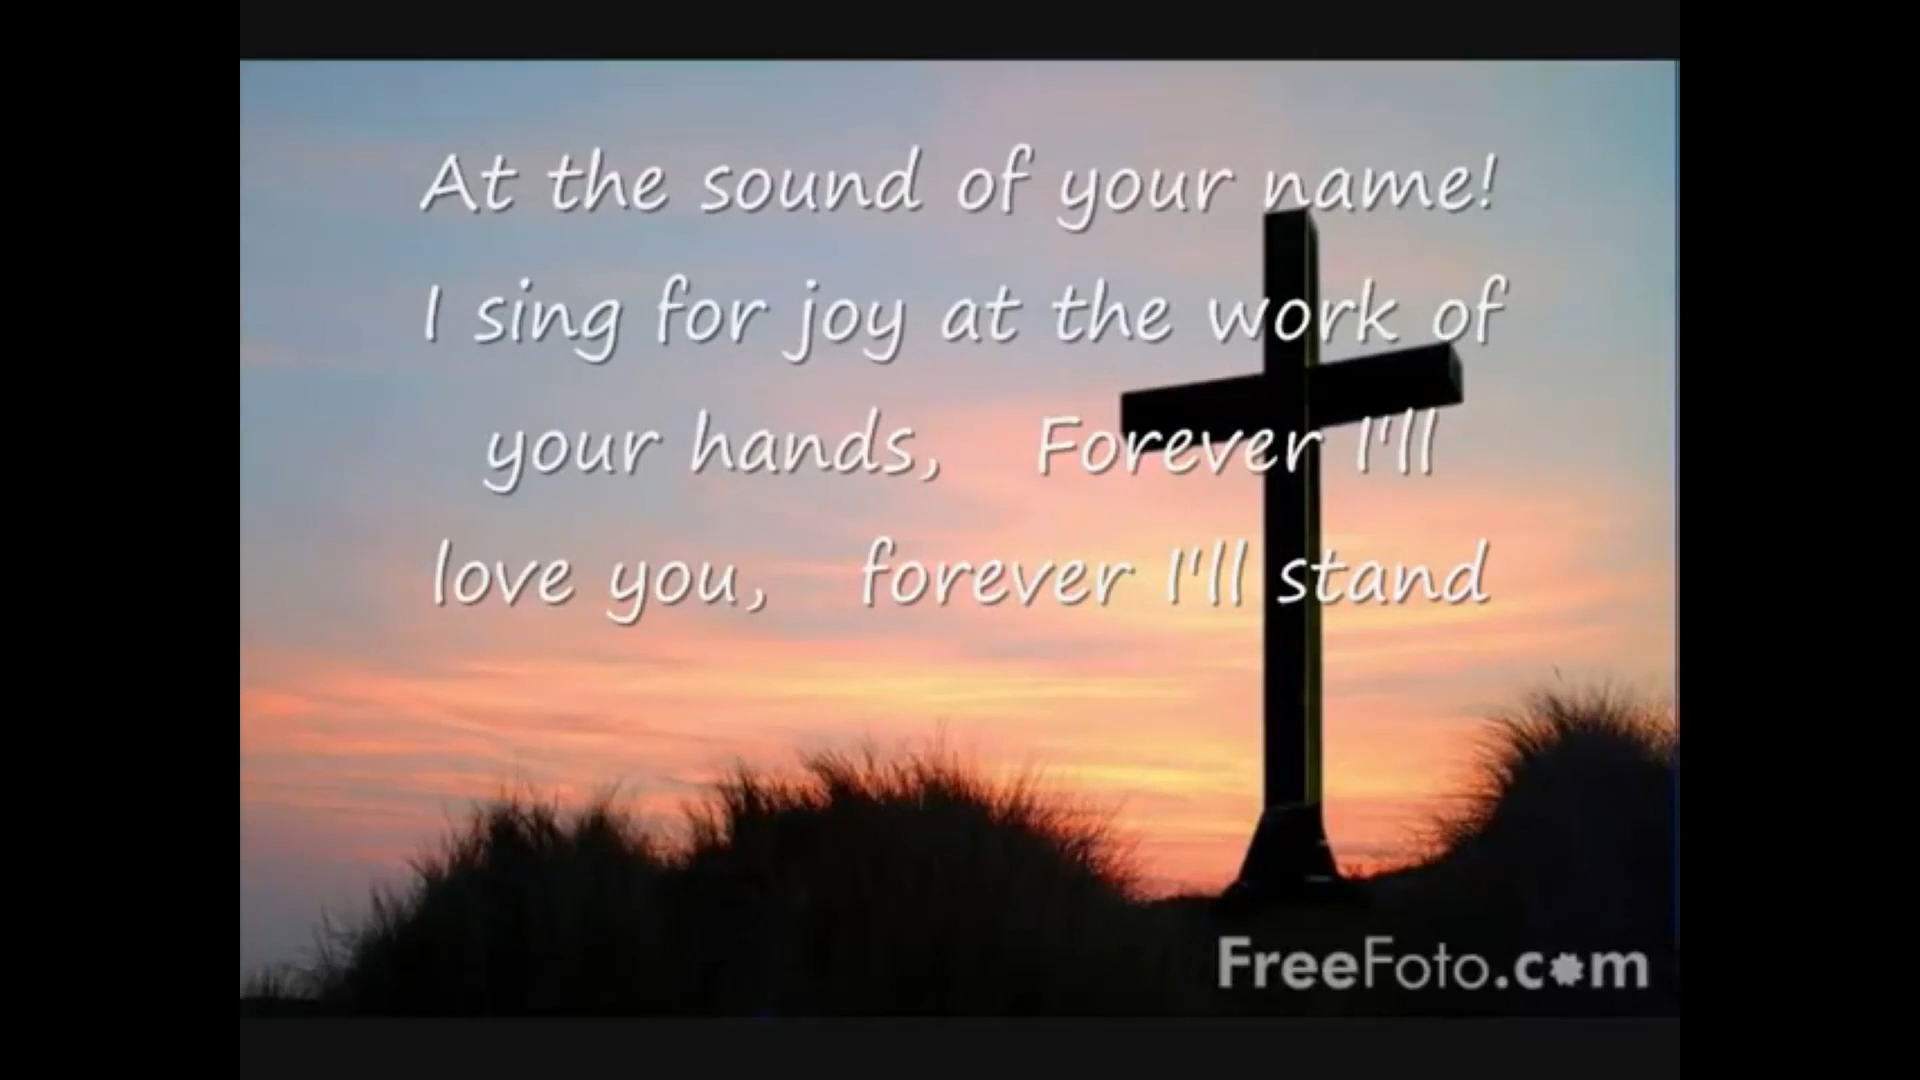 At the sound of your name!
I sing for joy at the work of
your hands, Forever I'll
love you, forever I'll stand
FreeFoto.com